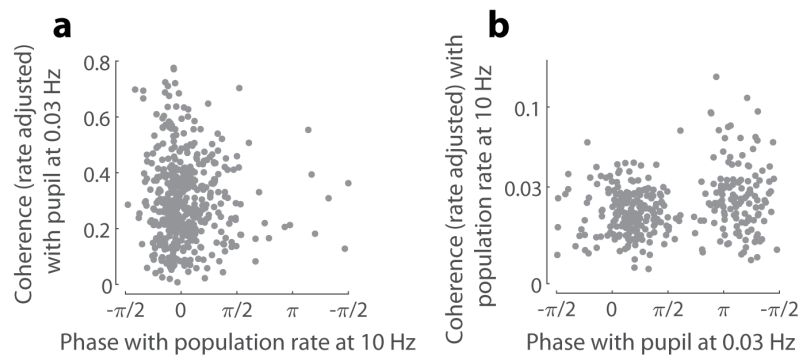 a
Coherence (rate adjusted)
with pupil at 0.03 Hz
0.8
0.6
0.4
0.2
0
-π/2
0
π/2
π
-π/2
Phase with population rate at 10 Hz
b
Coherence (rate adjusted) with
population rate at 10 Hz
0.1
0.03
0
-π/2
0
π/2
π
-π/2
Phase with pupil at 0.03 Hz